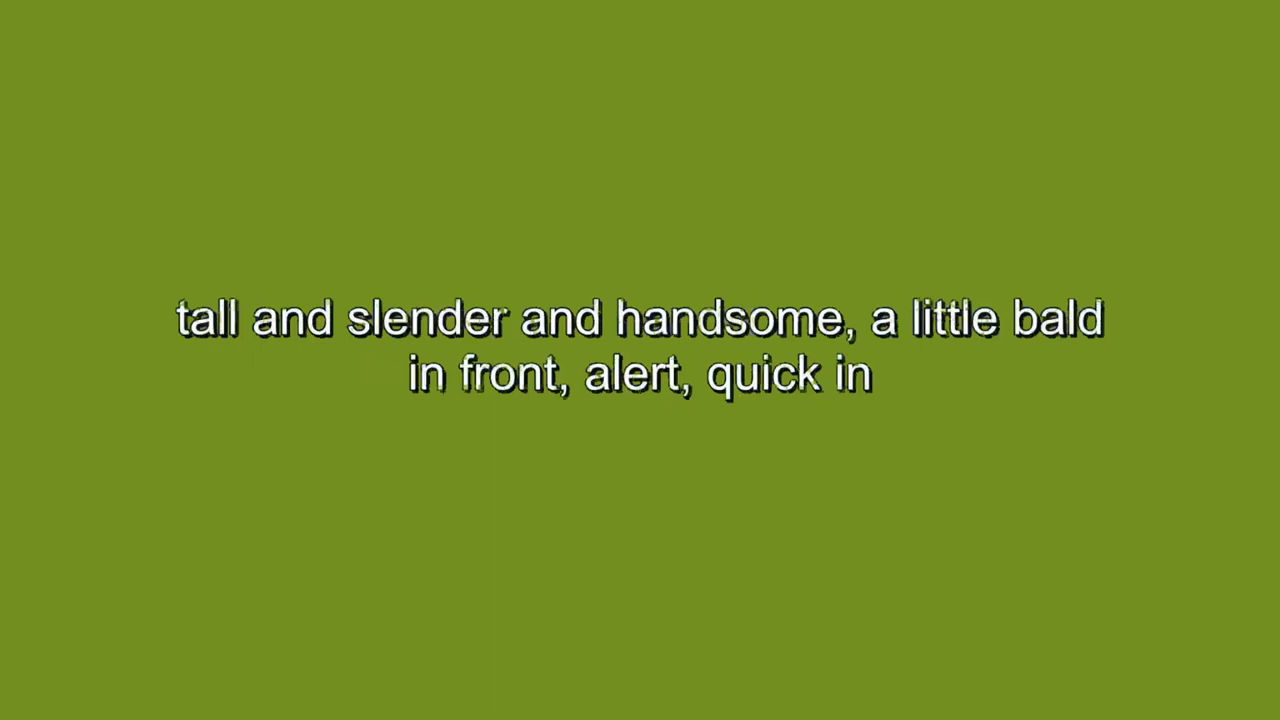 tall and slender and handsome, a little bald
in front, alert, quick in